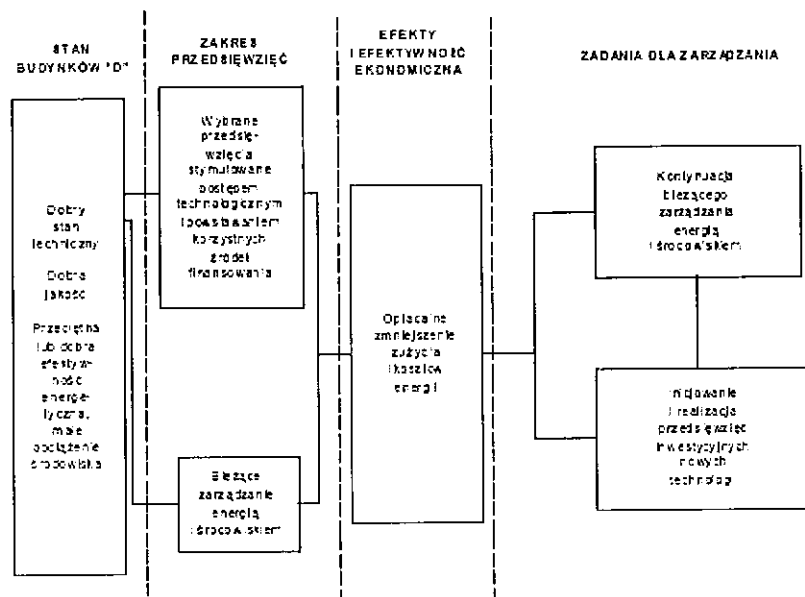 STAN
BUDYNKÓW "D"
ZAKRES
PRZEDSIĘWZIĘĆ
EFEKTY
I EFEKTYWNOŚĆ
EKONOMICZNA
ZADANIA DLA ZARZĄDZANIA
Dobry
stan
techniczny
Dobra
jakość
Przeciętna
lub dobra
efektyw-
ność
energe-
tyczna,
małe
obciążenie
środowiska
Wybrane
przedsię-
wzięcia
stymulowane
postępem
technologicznym
i powstawaniem
korzystnych
źródeł
finansowania
Bieżące
zarządzanie
energią
i środowiskiem
Opłacalne
zmniejszenie
zużycia
i kosztów
energii
Kontynuacja
bieżącego
zarządzania
energią
i środowiskiem
Inicjowanie
i realizacja
przedsięwzięć
inwestycyjnych
nowych
technologii